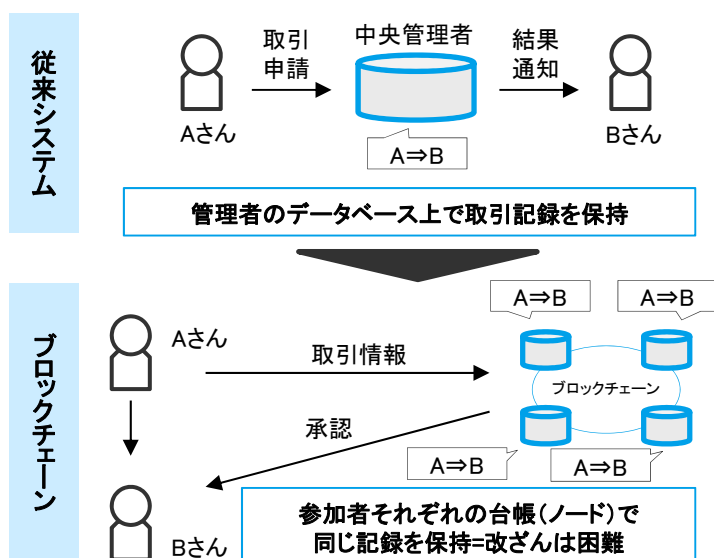 従来システム
取引
申請
中央管理者
結果
通知
Aさん
Bさん
A⇒B
管理者のデータベース上で取引記録を保持
ブロックチェーン
A⇒B
A⇒B
Aさん
取引情報
ブロックチェーン
承認
A⇒B
A⇒B
Bさん
参加者それぞれの台帳(ノード)で
同じ記録を保持=改ざんは困難